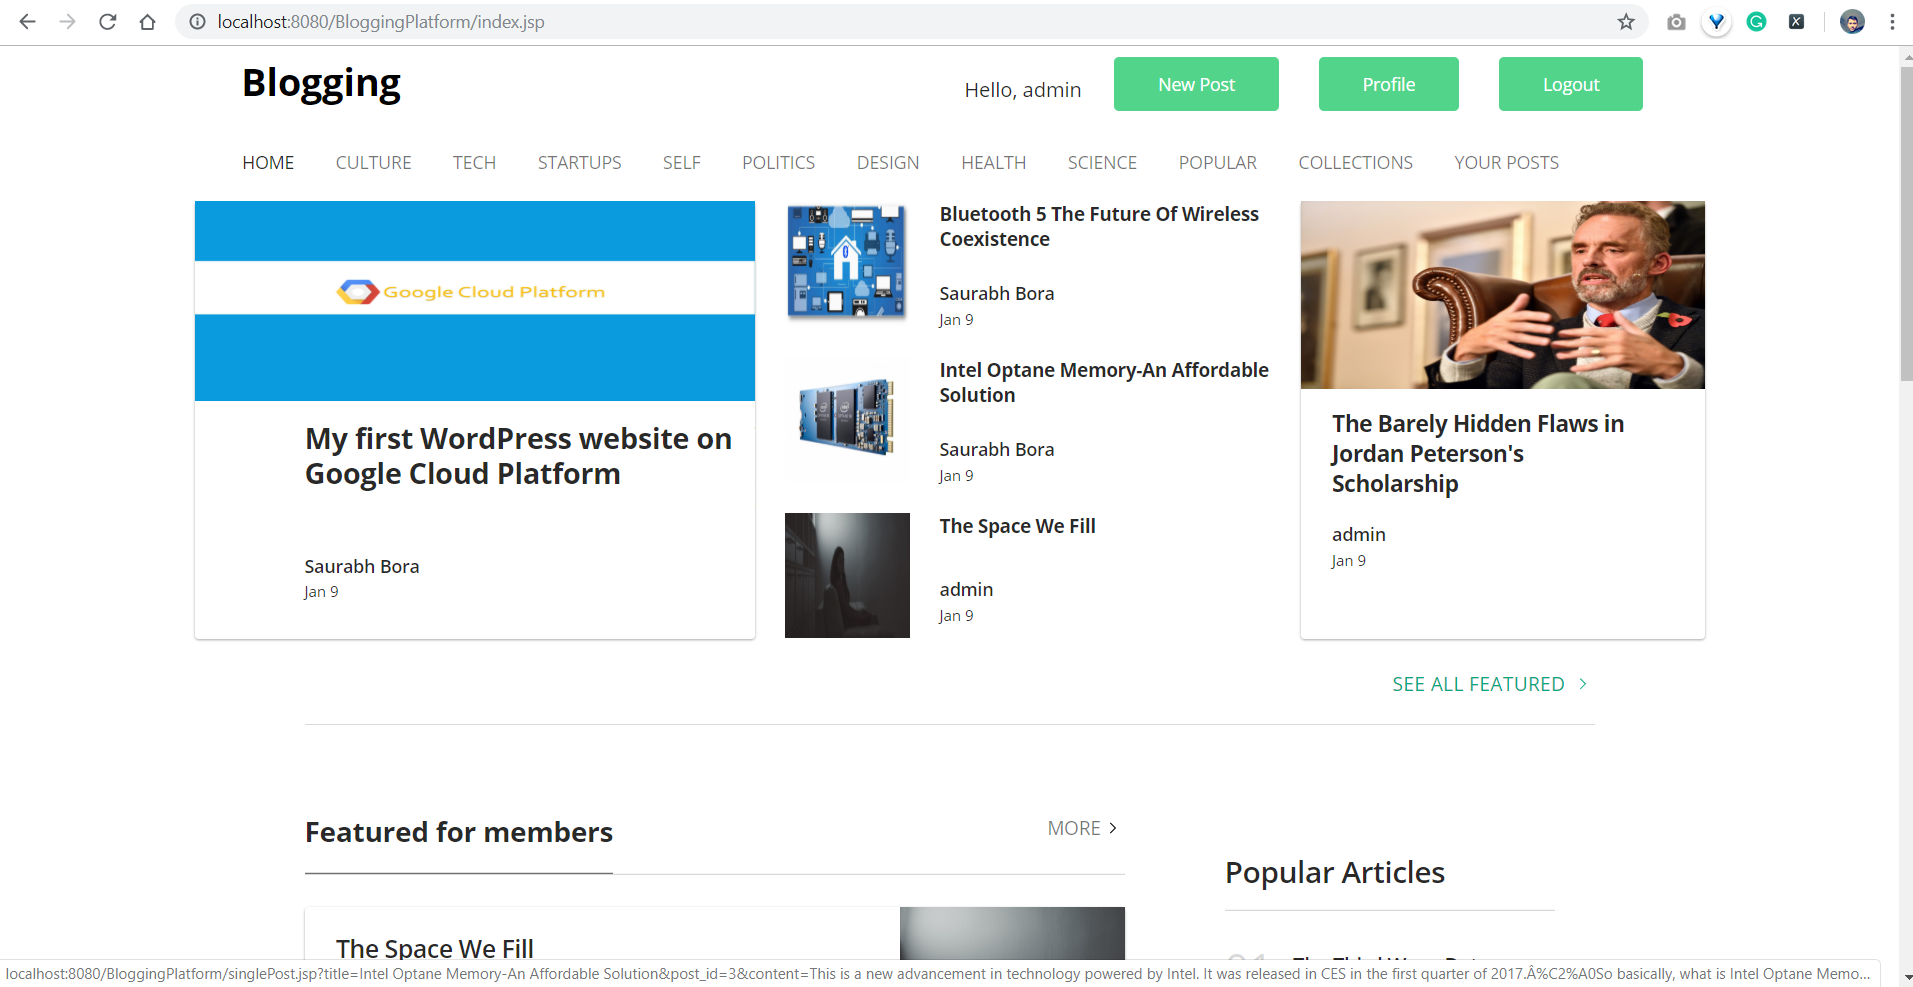 localhost:8080/BloggingPlatform/index.jsp
Blogging
Hello, admin
New Post
Profile
Logout
HOME
CULTURE
TECH
STARTUPS
SELF
POLITICS
DESIGN
HEALTH
SCIENCE
POPULAR
COLLECTIONS
YOUR POSTS
Google Cloud Platform
My first WordPress website on
Google Cloud Platform
Saurabh Bora
Jan 9
Bluetooth 5 The Future Of Wireless
Coexistence
Saurabh Bora
Jan 9
Intel Optane Memory-An Affordable
Solution
Saurabh Bora
Jan 9
The Space We Fill
admin
Jan 9
The Barely Hidden Flaws in
Jordan Peterson's
Scholarship
admin
Jan 9
SEE ALL FEATURED
Featured for members
MORE
The Space We Fill
Popular Articles
localhost:8080/BloggingPlatform/singlePost.jsp?title=Intel Optane Memory-An Affordable Solution&post_id=3&content=This is a new advancement in technology powered by Intel. It was released in CES in the first quarter of 2017.Â%C2%A0So basically, what is Intel Optane Memo...